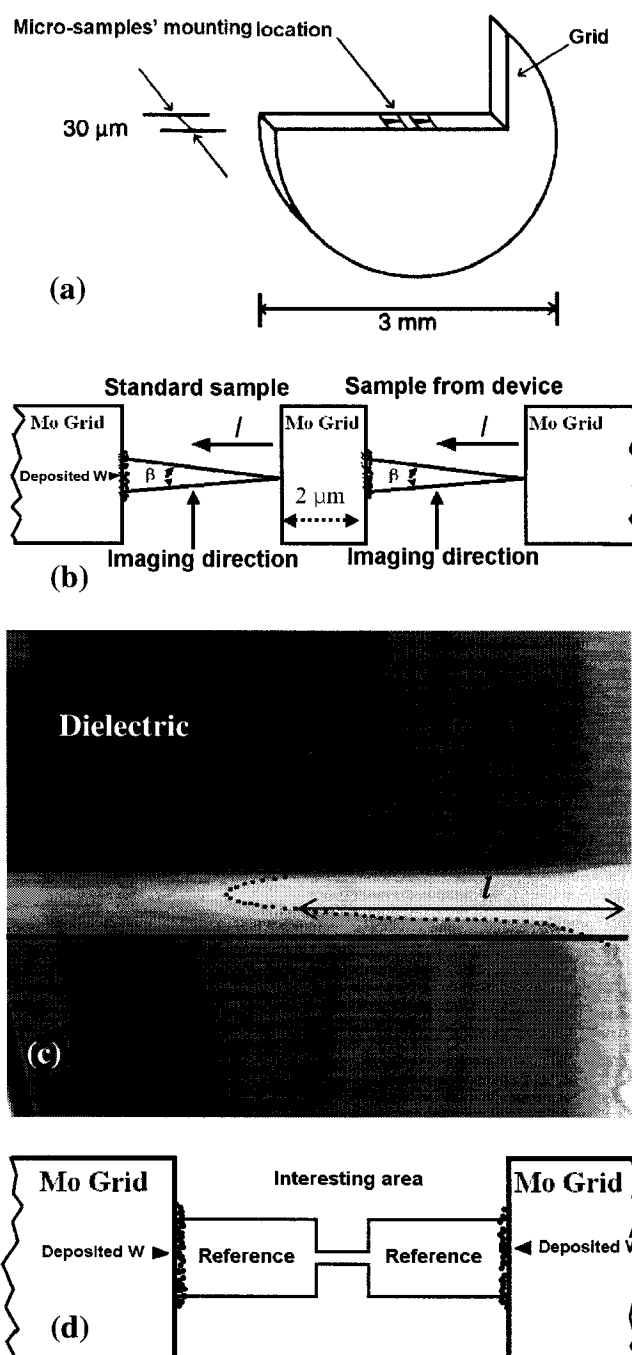 Micro-samples' mounting location
Grid
30 μm
(a)
3 mm
Standard sample
Sample from device
Mo Grid
l
Mo Grid
l
Mo Grid
Deposited W
β
β
2 μm
Imaging direction
Imaging direction
(b)
Dielectric
l
(c)
Mo Grid
Interesting area
Mo Grid
Deposited W
Reference
Reference
Deposited W
(d)